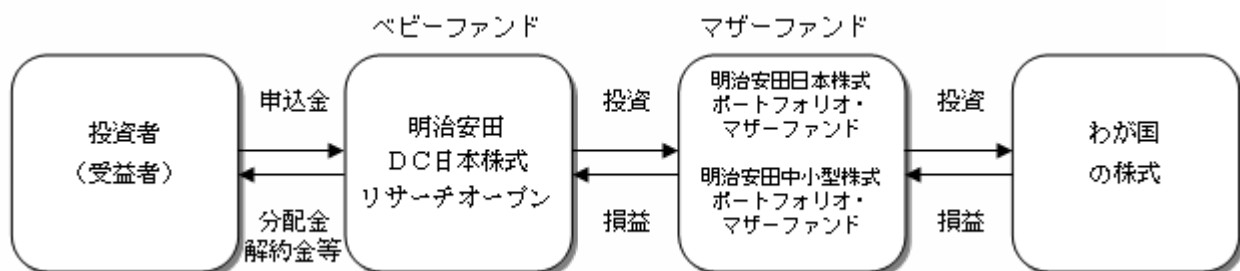 ベビーファンド
マザーファンド
投資者
（受益者）
申込金
分配金
解約金等
明治安田
ＤＣ日本株式
リサーチオープン
投資
損益
明治安田日本株式
ポートフォリオ・
マザーファンド
明治安田中小型株式
ポートフォリオ・
マザーファンド
投資
損益
わが国
の株式